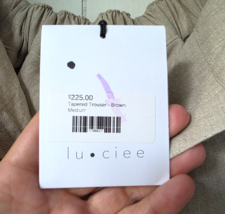 $225.00
Tapered Trouser - Brown,
Medium
lu • ciee